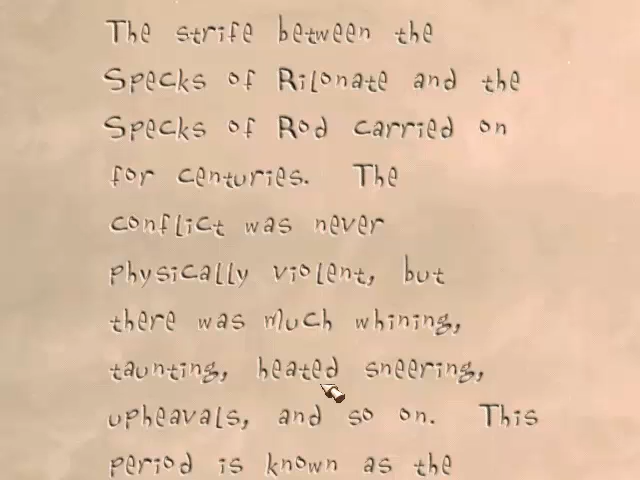 The strife between the
Specks of Rilonate and the
Specks of Rod carried on
for centuries. The
conflict was never
physically violent, but
there was much whining,
taunting, heated sneering,
upheavals, and so on. This
period is known as the